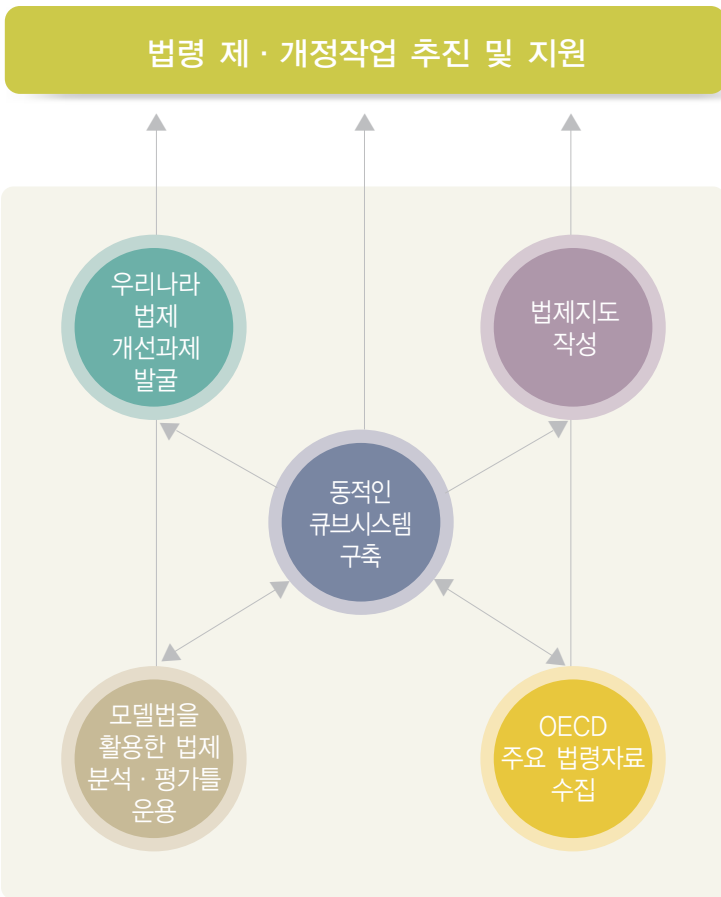 법령 제·개정작업 추진 및 지원
우리나라
법제
개선과제
발굴
법제지도
작성
동적인
큐브시스템
구축
모델법을
활용한 법제
분석·평가틀
운용
OECD
주요 법령자료
수집